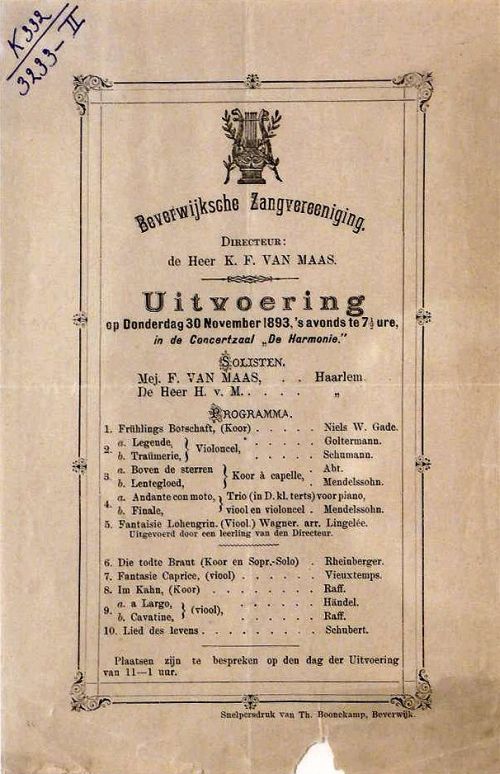 K 332
3233-II
Beverwijksche Zangvereeniging.
DIRECTEUR:
de Heer K. F. VAN MAAS.
Uitvoering
op Donderdag 30 November 1893, 's avonds te 7½ ure,
in de Concertzaal „De Harmonie."
SOLISTEN.
Mej. F. VAN MAAS, . . Haarlem.
De Heer H. v. M. . . . . „
PROGRAMMA.
1. Frühlings Botschaft, (Koor) . . . . . Niels W. Gade.
2. a. Legende, } Violoncel, . . . . Goltermann.
b. Traümerie, Schumann.
3. a. Boven de sterren } Koor à capelle, . Abt.
b. Lentegloed, Mendelssohn.
4. a. Andante con moto, } Trio (in D. kl. terts) voor piano,
b. Finale, viool en violoncel . Mendelssohn.
5. Fantaisie Lohengrin. (Viool.) Wagner. arr. Lingelée.
Uitgevoerd door een leerling van den Directeur.
6. Die todte Braut (Koor en Sopr.-Solo) . Rheinberger.
7. Fantasie Caprice, (viool) . . . . . . Vieuxtemps.
8. Im Kahn, (Koor) . . . . . . . . Raff.
9. a. a Largo, } (viool), . . . . . . Händel.
b. Cavatine, Raff.
10. Lied des levens . . . . . . . . Schubert.
Plaatsen zijn te bespreken op den dag der Uitvoering
van 11—1 uur.
Snelpersdruk van Th. Boonekamp, Beverwijk.